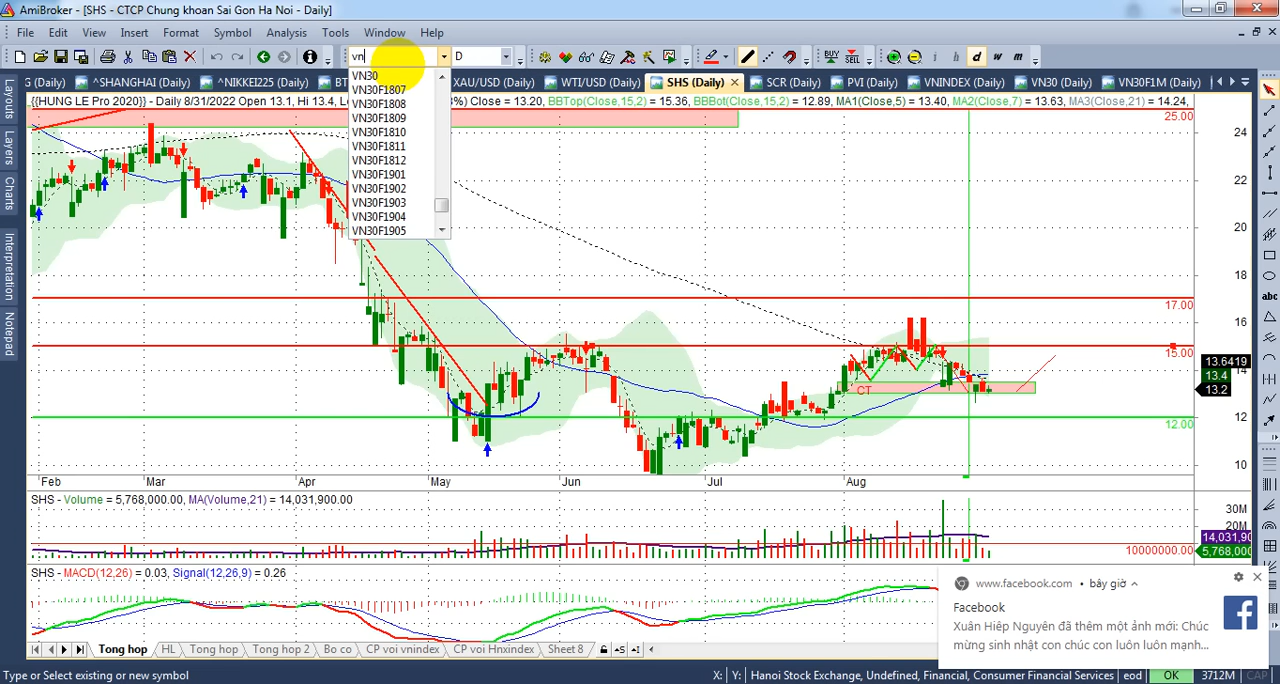 AmiBroker - [SHS - CTCP Chung khoan Sai Gon Ha Noi - Daily]
File Edit View Insert Format Symbol Analysis Tools Window Help
vn D BUY SELL i h d w m
G (Daily) ^SHANGHAI (Daily) ^NIKKEI225 (Daily) BT XAU/USD (Daily) WTI/USD (Daily) SHS (Daily) SCR (Daily) PVI (Daily) VNINDEX (Daily) VN30 (Daily) VN30F1M (Daily)
Layouts
Layers
Charts
Interpretation
Notepad
VN30
VN30F1807
VN30F1808
VN30F1809
VN30F1810
VN30F1811
VN30F1812
VN30F1901
VN30F1902
VN30F1903
VN30F1904
VN30F1905
{{HUNG LE Pro 2020}} - Daily 8/31/2022 Open 13.1, Hi 13.4, 3%) Close = 13.20, BBTop(Close,15,2) = 15.36, BBBot(Close,15,2) = 12.89, MA1(Close,5) = 13.40, MA2(Close,7) = 13.63, MA3(Close,21) = 14.24,
25.00
24
22
20
18
17.00
16
15.00
13.6419
14
13.4
13.2
CT
12
12.00
10
Feb Mar Apr May Jun Jul Aug
SHS - Volume = 5,768,000.00, MA(Volume,21) = 14,031,900.00
30M
20M
14,031,90
10000000.00
5,768,000
SHS - MACD(12,26) = 0.03, Signal(12,26,9) = 0.26
www.facebook.com • bây giờ
Facebook
Xuân Hiệp Nguyên đã thêm một ảnh mới: Chúc
mừng sinh nhật con chúc con luôn luôn mạnh...
Tong hop HL Tong hop Tong hop 2 Bo co CP voi vnindex CP voi Hnxindex Sheet 8
Type or Select existing or new symbol X: Y: Hanoi Stock Exchange, Undefined, Financial, Consumer Financial Services eod OK 3712M CAP
abc